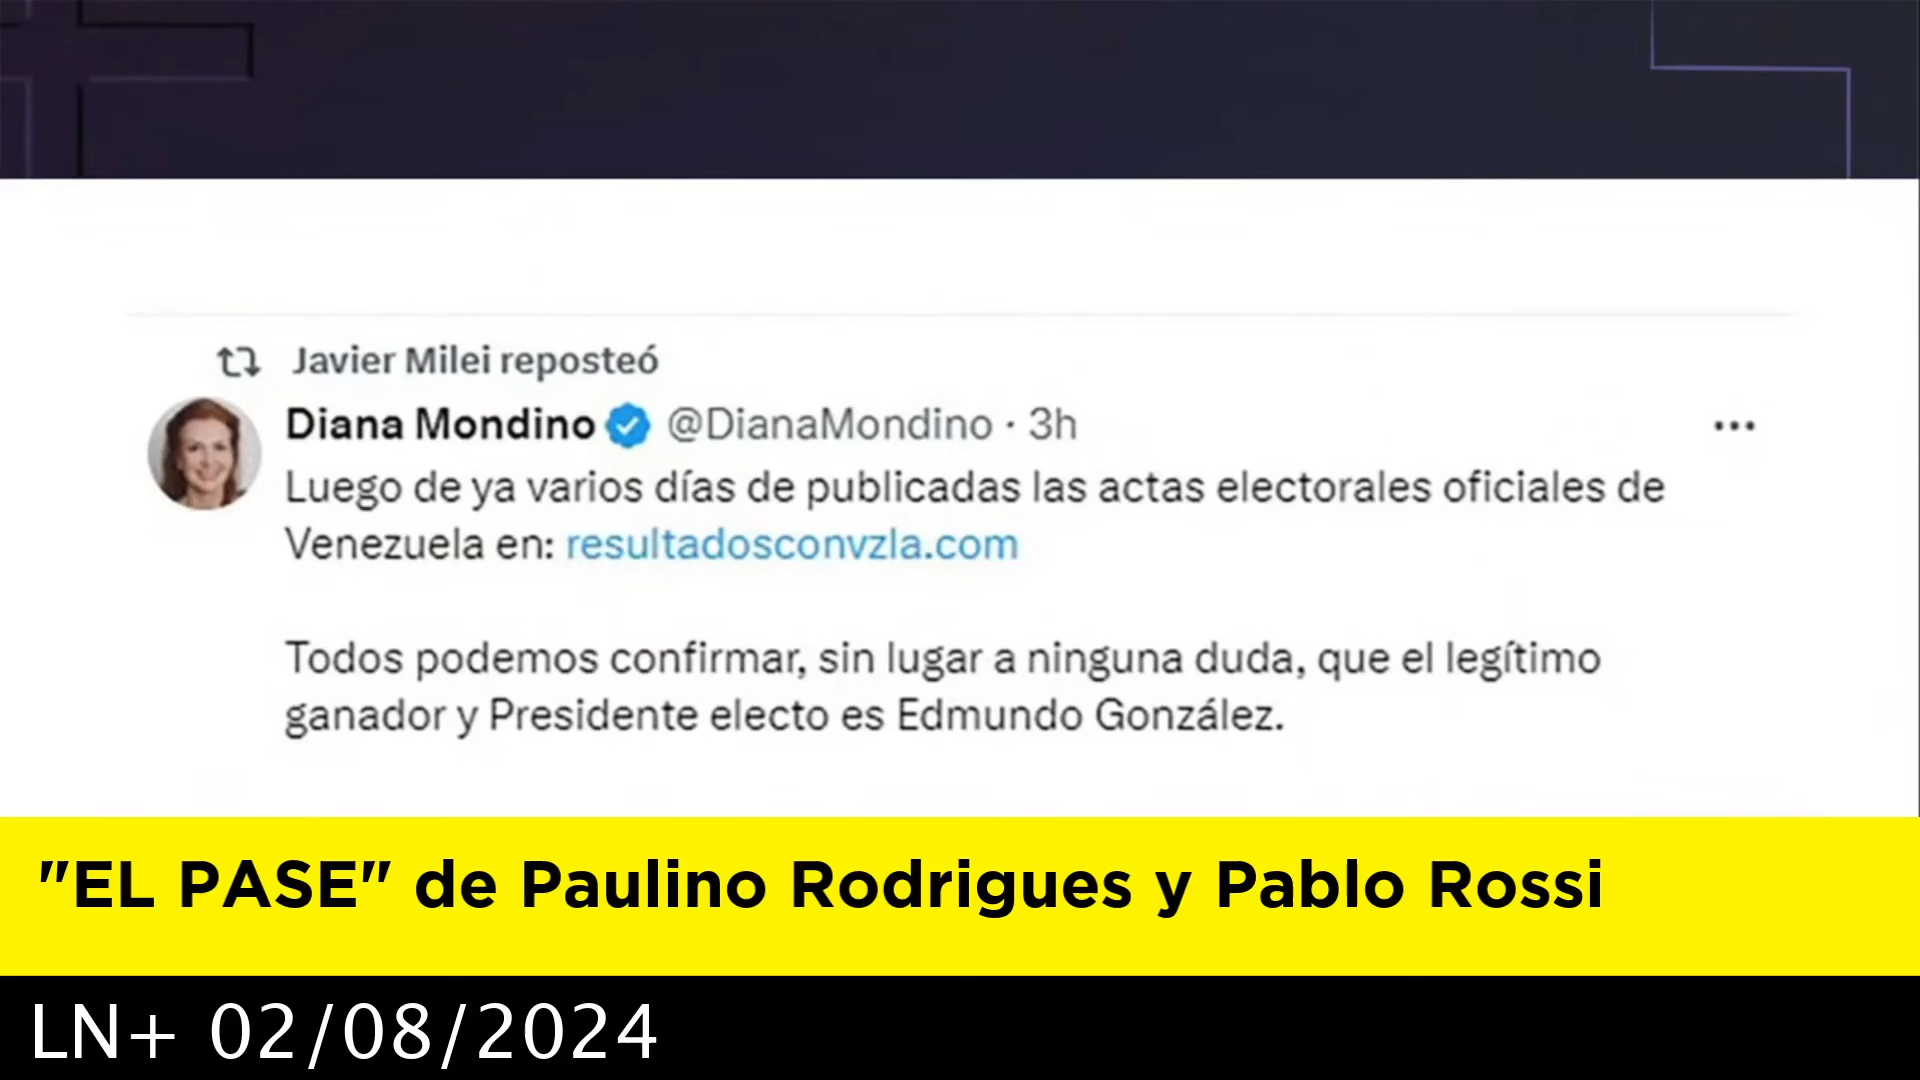 Javier Milei reposteó
Diana Mondino @DianaMondino · 3h
Luego de ya varios días de publicadas las actas electorales oficiales de
Venezuela en: resultadosconvzla.com
Todos podemos confirmar, sin lugar a ninguna duda, que el legítimo
ganador y Presidente electo es Edmundo González.
"EL PASE" de Paulino Rodrigues y Pablo Rossi
LN+ 02/08/2024